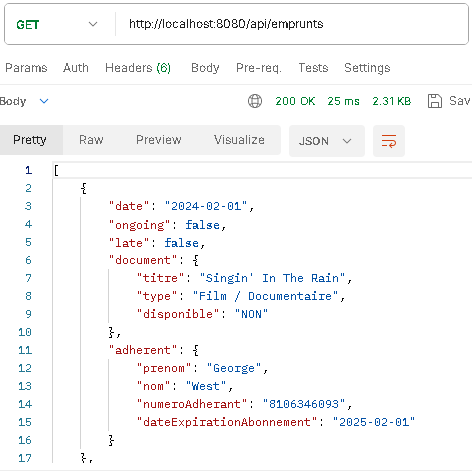 GET http://localhost:8080/api/emprunts
Params Auth Headers (6) Body Pre-req. Tests Settings
Body 200 OK 25 ms 2.31 KB Sav
Pretty Raw Preview Visualize JSON
1 [
2 {
3 "date": "2024-02-01",
4 "ongoing": false,
5 "late": false,
6 "document": {
7 "titre": "Singin' In The Rain",
8 "type": "Film / Documentaire",
9 "disponible": "NON"
10 },
11 "adherent": {
12 "prenom": "George",
13 "nom": "West",
14 "numeroAdherant": "8106346093",
15 "dateExpirationAbonnement": "2025-02-01"
16 }
17 },